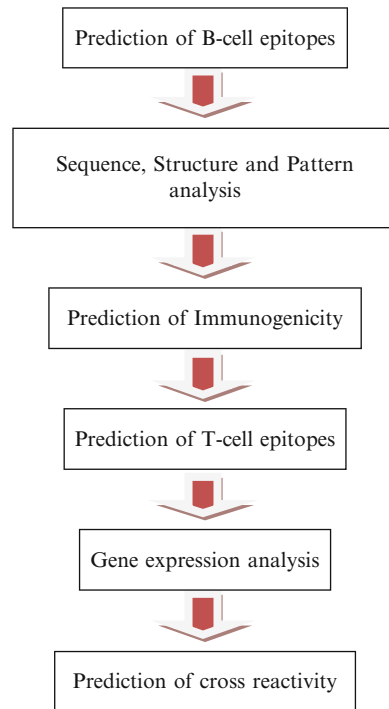 Prediction of B-cell epitopes
Sequence, Structure and Pattern
analysis
Prediction of Immunogenicity
Prediction of T-cell epitopes
Gene expression analysis
Prediction of cross reactivity